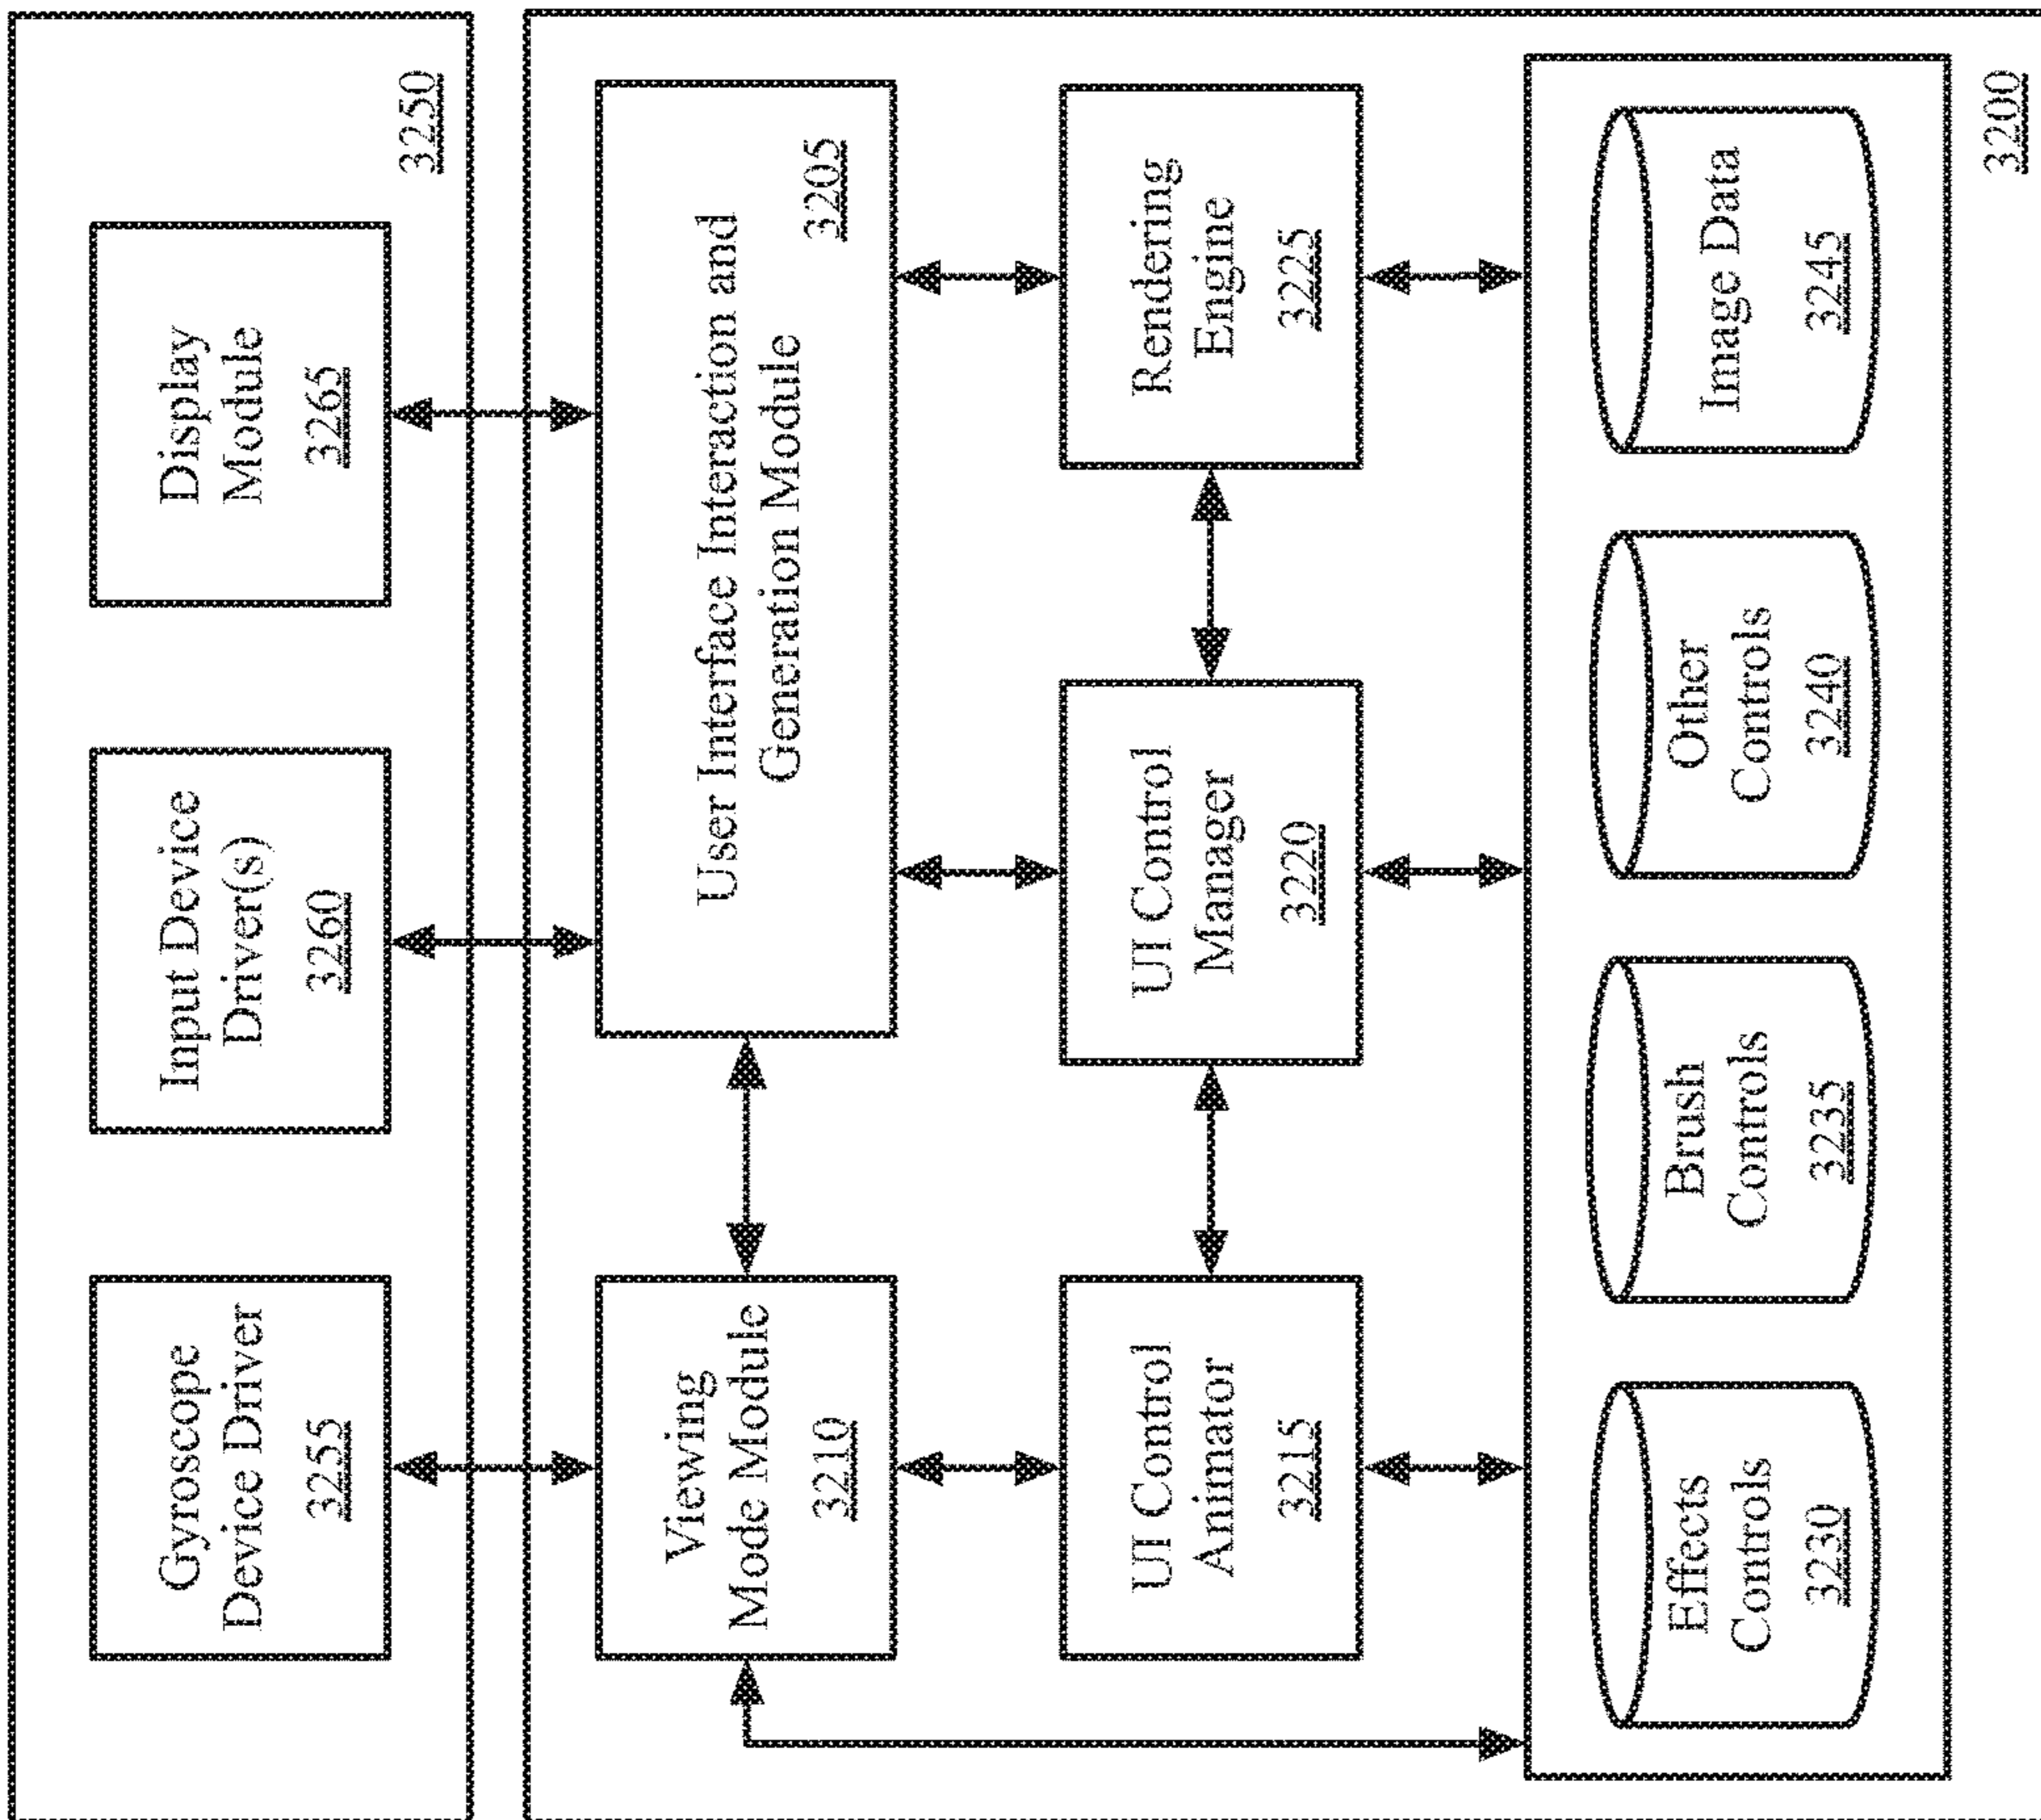 3250
Gyroscope
Device Driver
3255
Input Device
Driver(s)
3260
Display
Module
3265
Viewing
Mode Module
3210
User Interface Interaction and
Generation Module
3205
UI Control
Animator
3215
UI Control
Manager
3220
Rendering
Engine
3225
Effects
Controls
3230
Brush
Controls
3235
Other
Controls
3240
Image Data
3245
3200